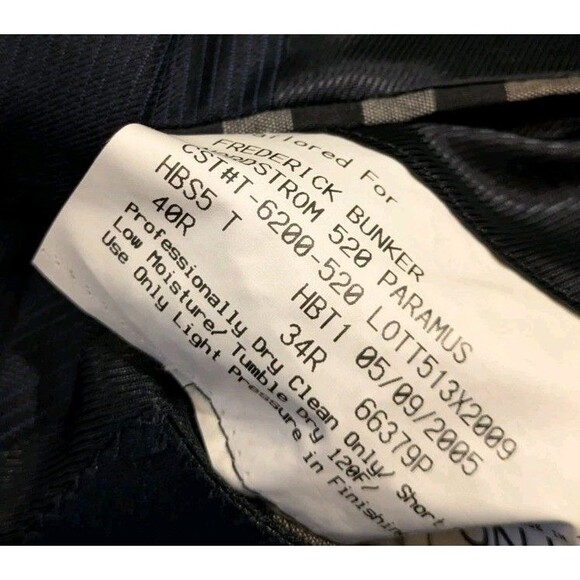 Tailored For
FREDERICK BUNKER
NORDSTROM 520 PARAMUS
CST#T-6200-520 LOTT513X2009
HBS5 T HBT1 05/09/2005
40R 34R 66379P
Professionally Dry Clean Only/ Short
Low Moisture/ Tumble Dry 120F/
Use Only Light Pressure in Finishing